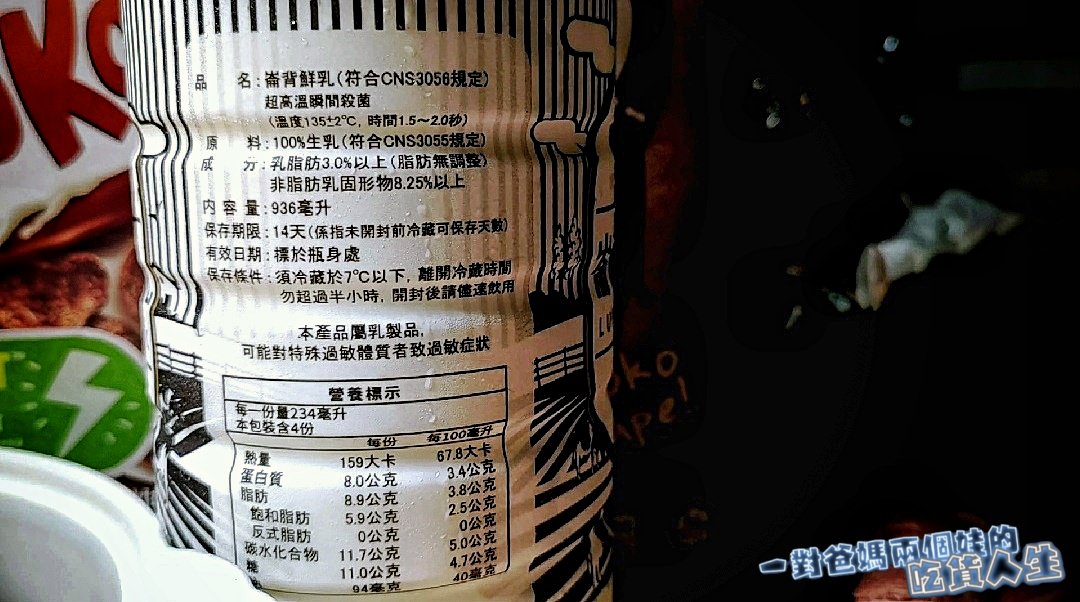 品 名：崙背鮮乳（符合CNS3056規定）
超高溫瞬間殺菌
（溫度135±2℃，時間1.5～2.0秒）
原 料：100%生乳（符合CNS3055規定）
成 分：乳脂肪3.0%以上（脂肪無調整）
非脂肪乳固形物8.25%以上
內容量：936毫升
保存期限：14天（係指未開封前冷藏可保存天數）
有效日期：標於瓶身處
保存條件：須冷藏於7℃以下，離開冷藏時間
勿超過半小時，開封後請儘速飲用
本產品屬乳製品，
可能對特殊過敏體質者致過敏症狀
營養標示
每一份量234毫升
本包裝含4份
每份 每100毫升
熱量 159大卡 67.8大卡
蛋白質 8.0公克 3.4公克
脂肪 8.9公克 3.8公克
飽和脂肪 5.9公克 2.5公克
反式脂肪 0公克 0公克
碳水化合物 11.7公克 5.0公克
糖 11.0公克 4.7公克
94毫克 40毫克
一對爸媽兩個娃的
吃貨人生